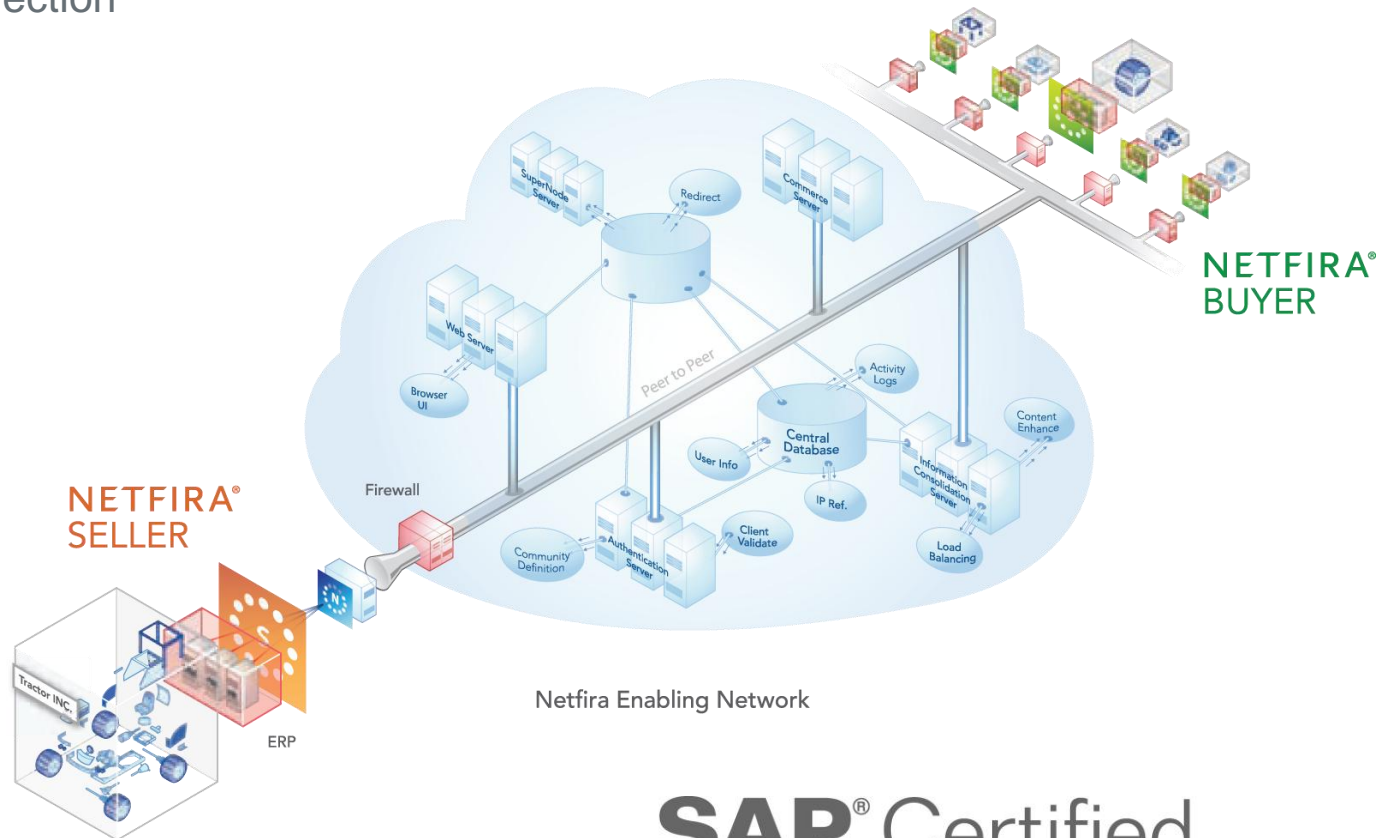 ection
SuperNode
Server
Redirect
Commerce
Server
NETFIRA®
BUYER
Web Server
Browser
UI
Peer to Peer
Activity
Logs
Central
Database
User Info
IP Ref.
Content
Enhance
Information
Consolidation
Server
Load
Balancing
Firewall
NETFIRA®
SELLER
Community
Definition
Authentication
Server
Client
Validate
N
Tractor INC.
ERP
Netfira Enabling Network
SAP® Certified